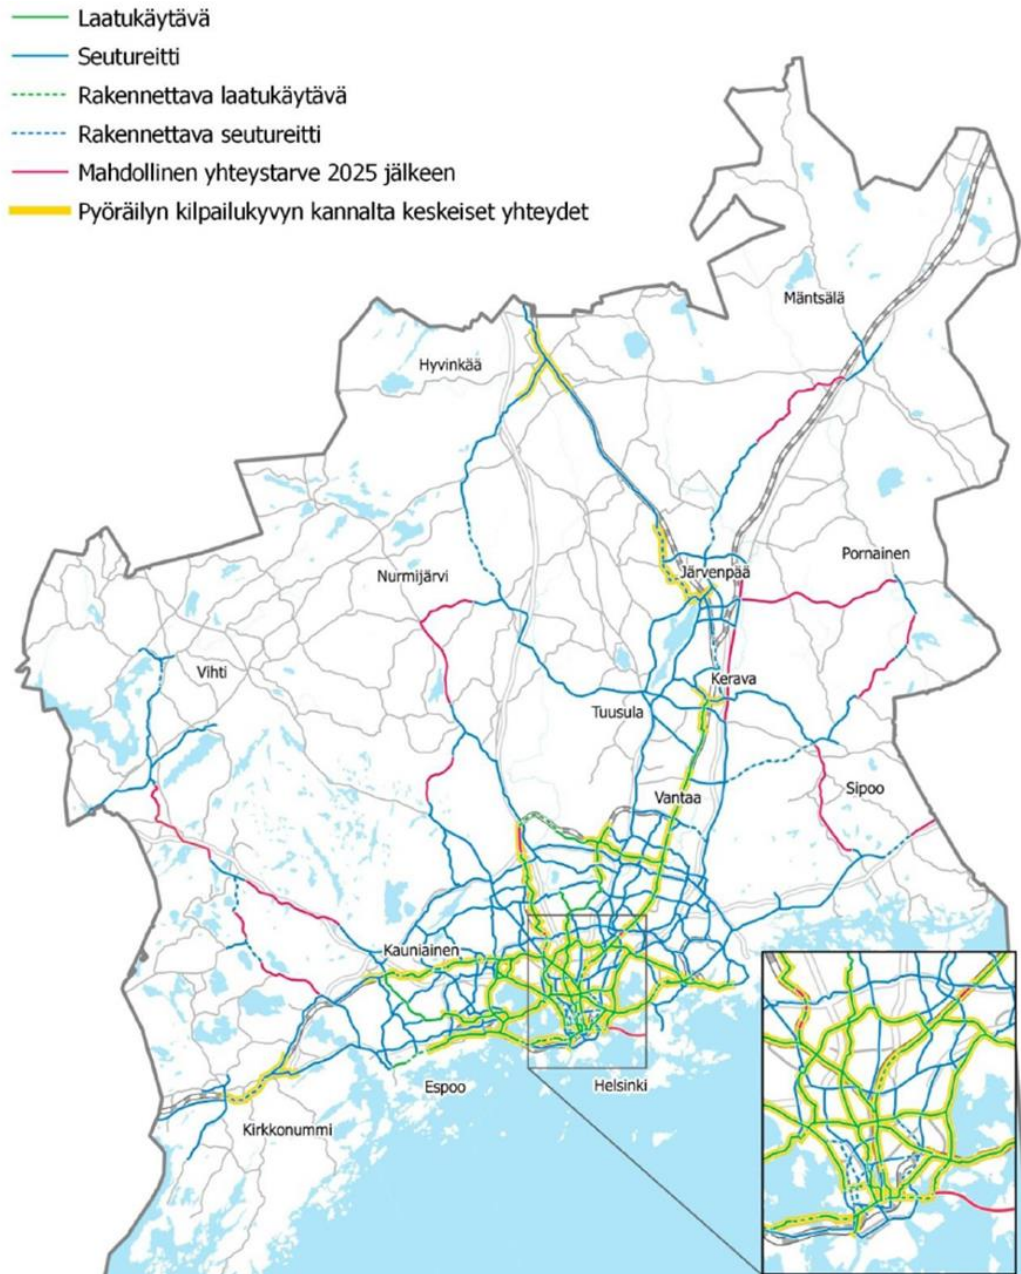 Laatukäytävä
Seutureitti
Rakennettava laatukäytävä
Rakennettava seutureitti
Mahdollinen yhteystarve 2025 jälkeen
Pyöräilyn kilpailukyvyn kannalta keskeiset yhteydet
Mäntsälä
Hyvinkää
Pornainen
Järvenpää
Nurmijärvi
Vihti
Kerava
Tuusula
Sipoo
Vantaa
Kauniainen
Espoo
Helsinki
Kirkkonummi